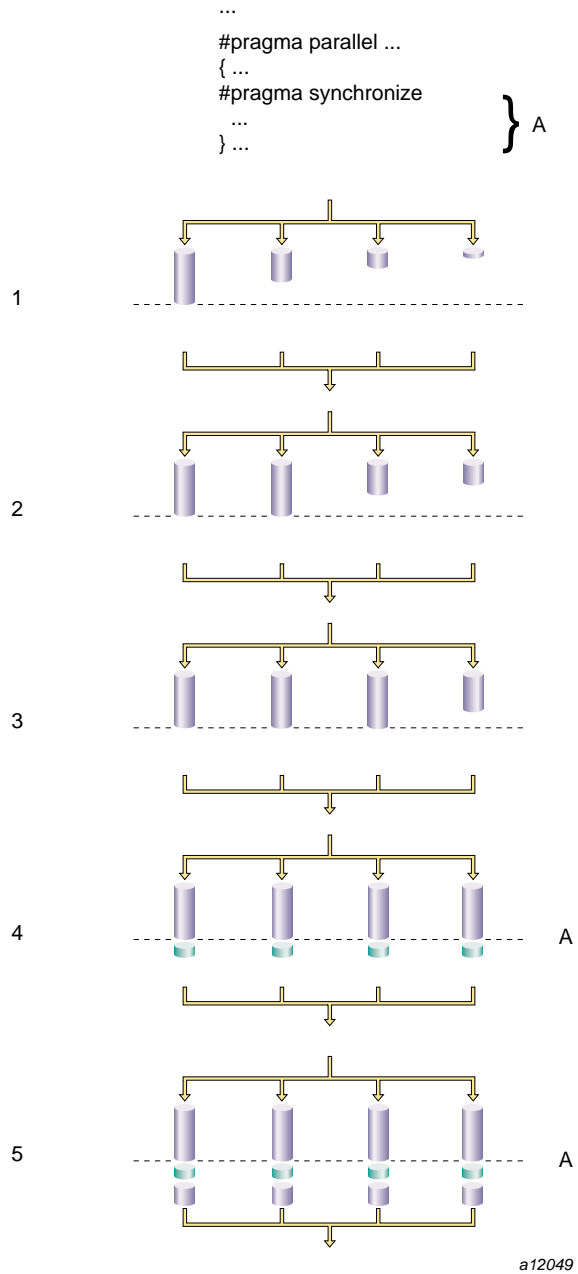 ...
#pragma parallel ...
{ ...
#pragma synchronize
...
} ...
} A
1
2
3
4 A
5 A
a12049